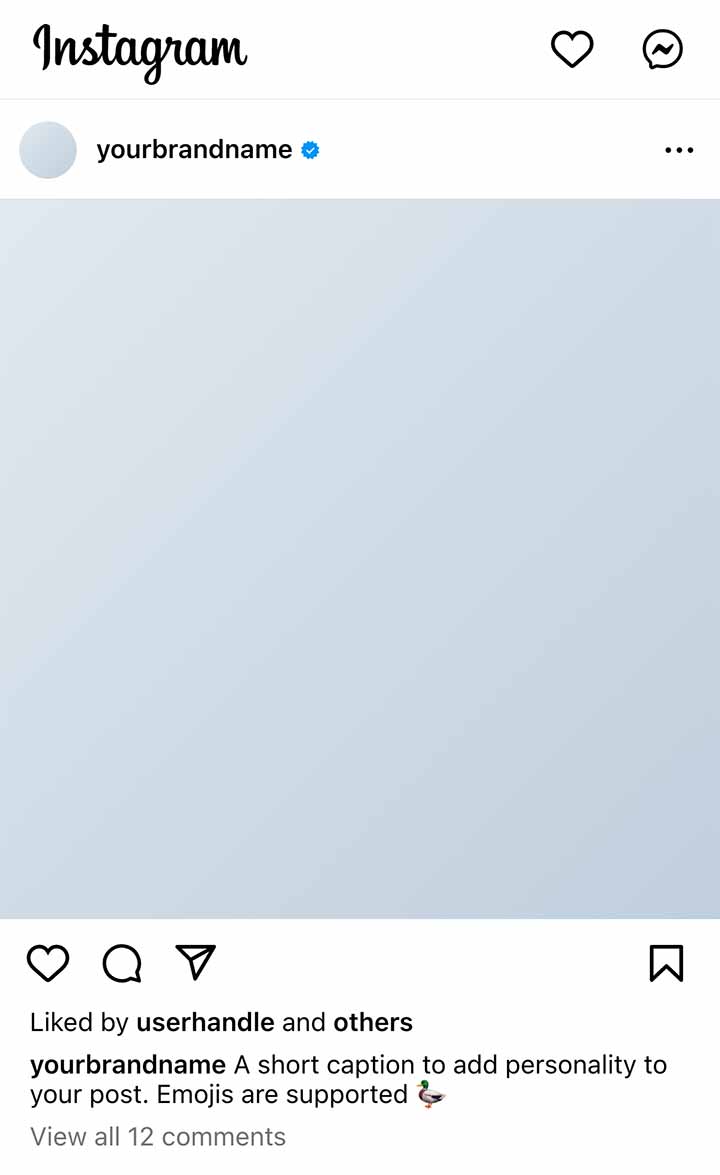 Instagram
yourbrandname
Liked by userhandle and others
yourbrandname A short caption to add personality to
your post. Emojis are supported 🦆
View all 12 comments